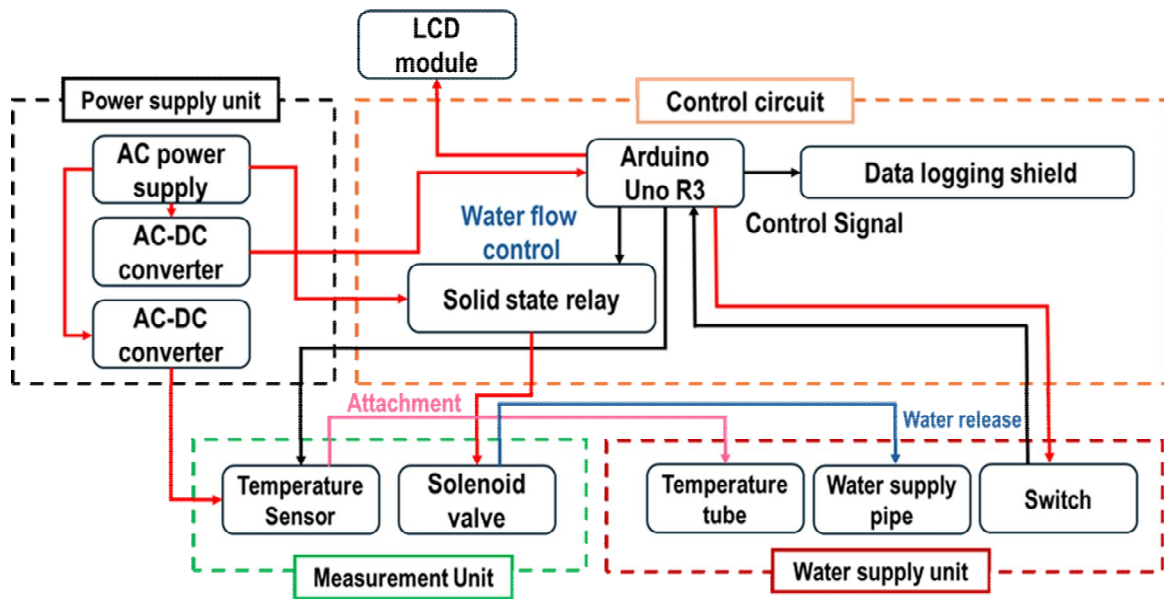 LCD
module
Power supply unit
Control circuit
AC power
supply
Arduino
Uno R3
Data logging shield
Water flow
control
Control Signal
AC-DC
converter
Solid state relay
AC-DC
converter
Attachment
Water release
Temperature
Sensor
Solenoid
valve
Temperature
tube
Water supply
pipe
Switch
Measurement Unit
Water supply unit